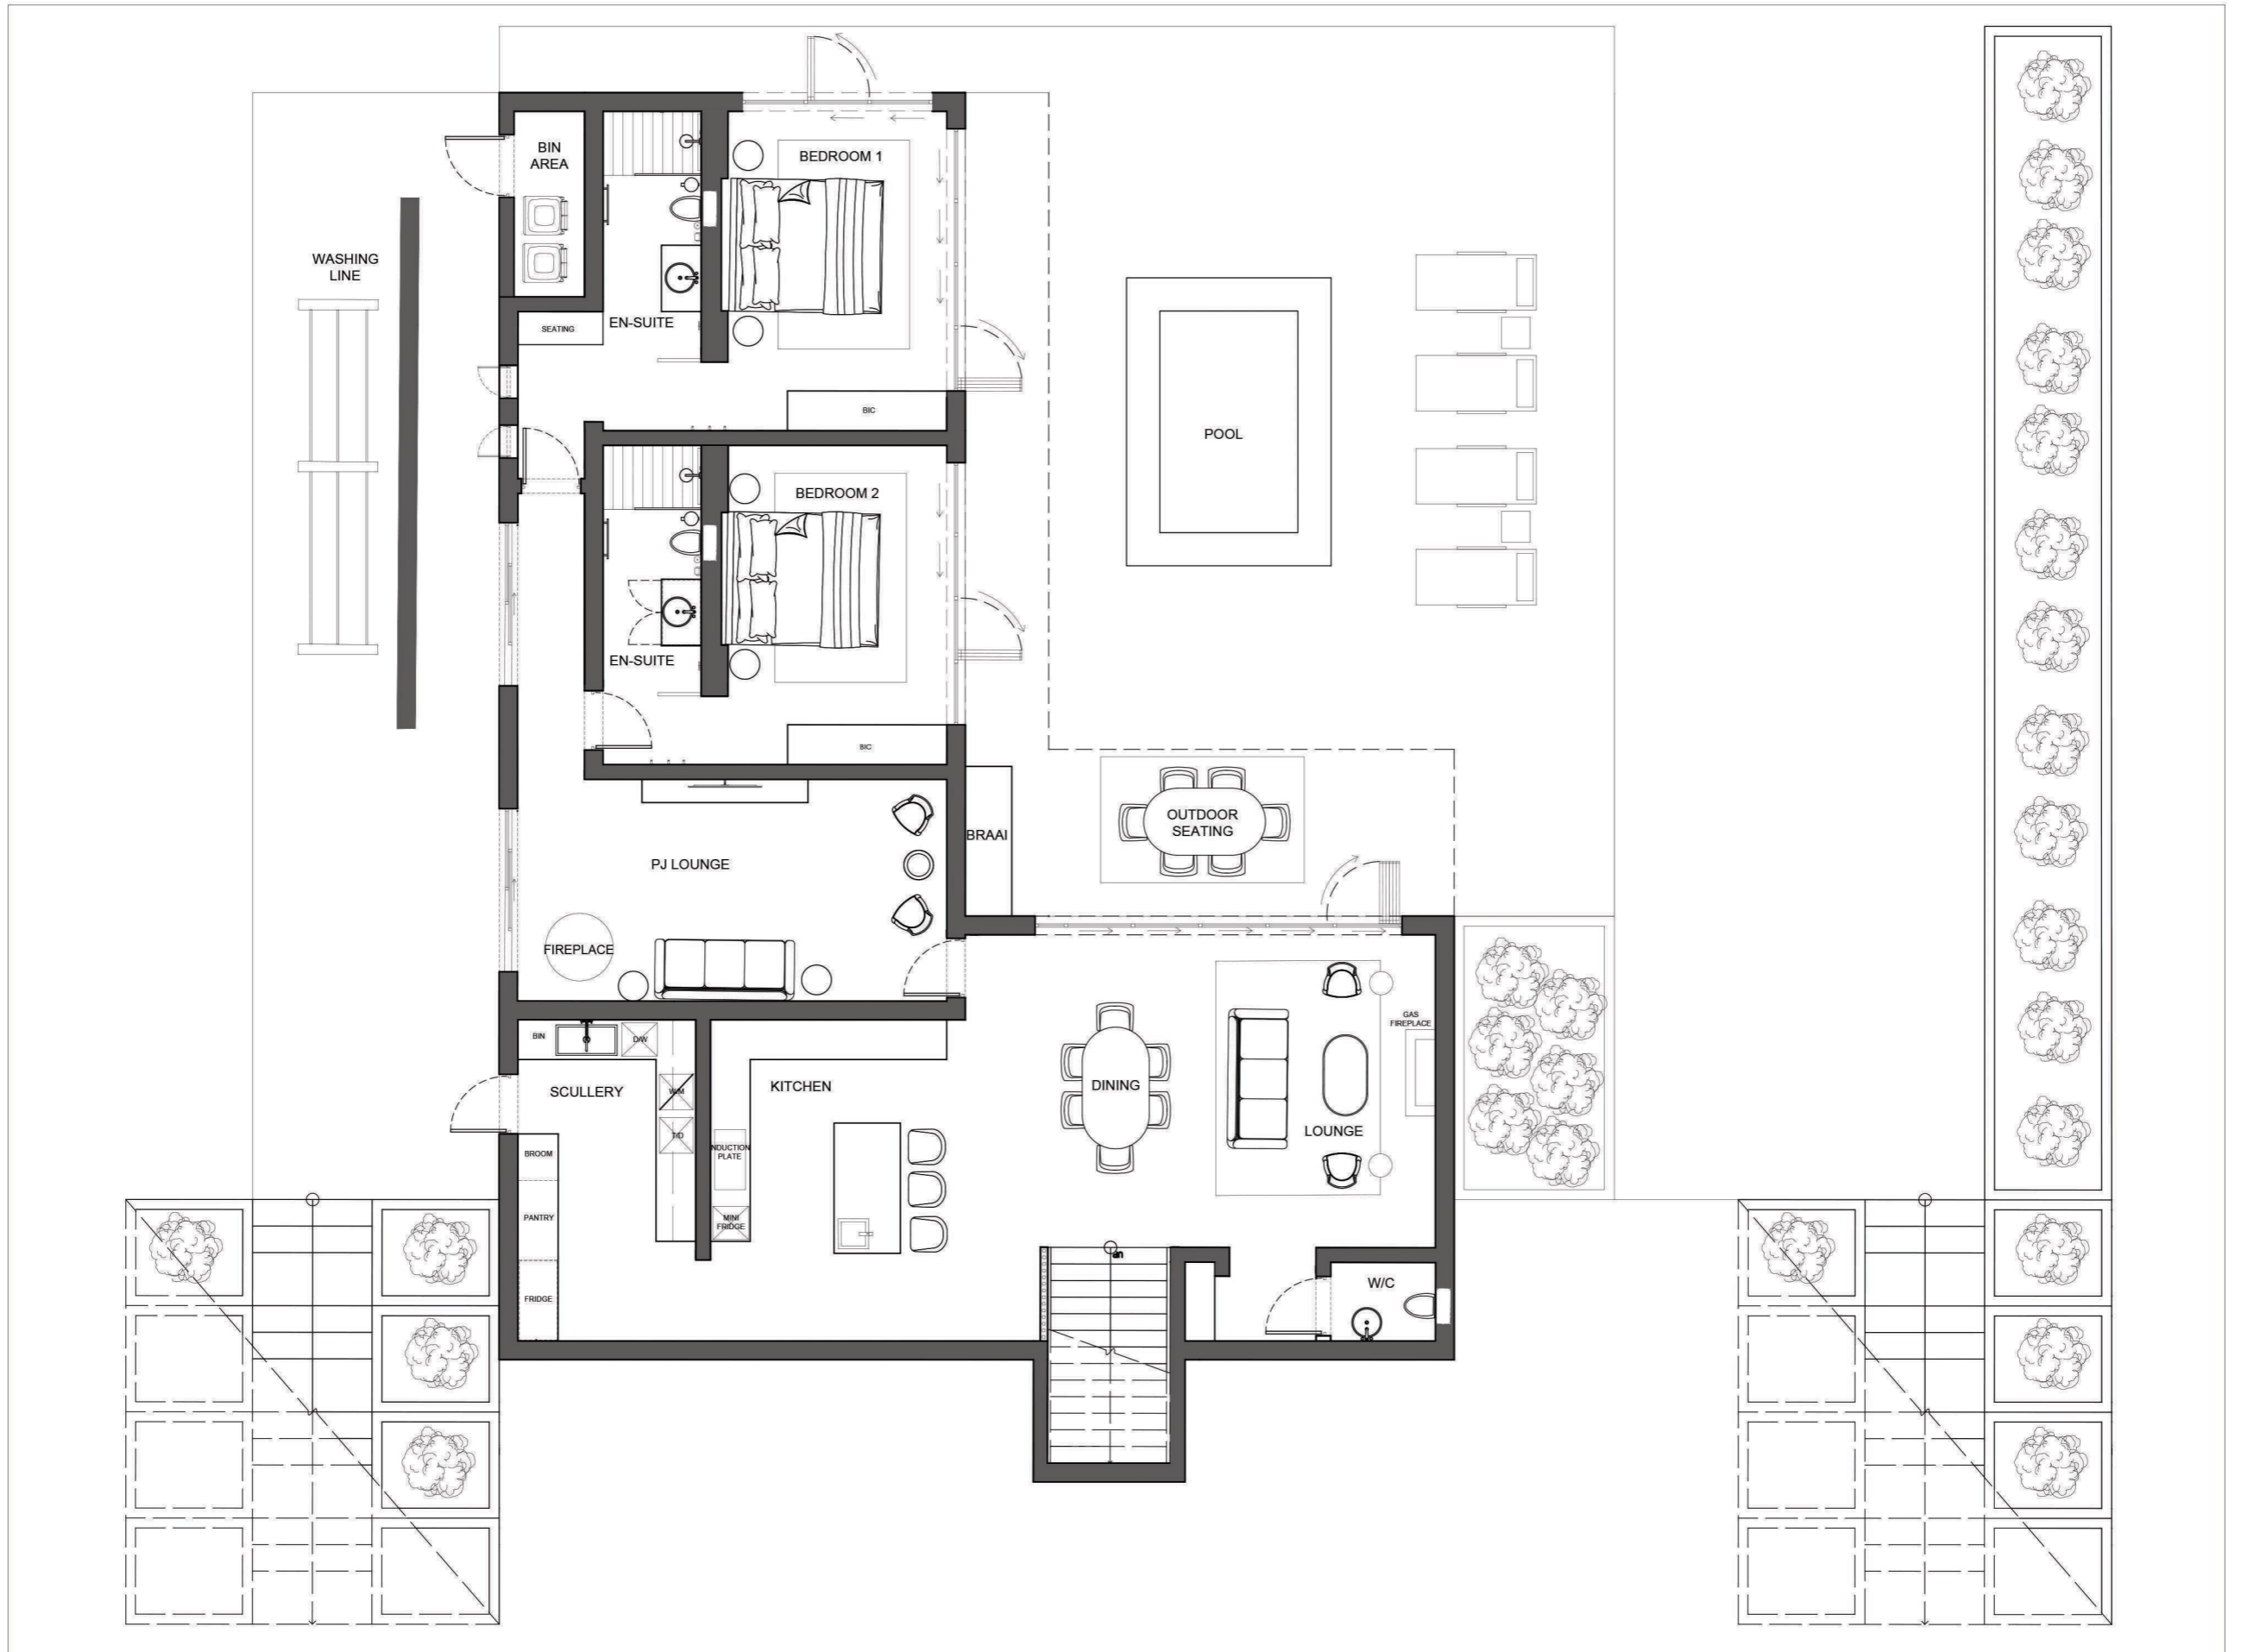 BIN
AREA
BEDROOM 1
WASHING
LINE
SEATING
EN-SUITE
BIC
POOL
BEDROOM 2
EN-SUITE
BIC
OUTDOOR
SEATING
BRAAI
PJ LOUNGE
FIREPLACE
GAS
FIREPLACE
BIN
D/W
SCULLERY
W/M
KITCHEN
DINING
LOUNGE
T/D
NDUCTION
PLATE
BROOM
PANTRY
MINI
FRIDGE
FRIDGE
W/C